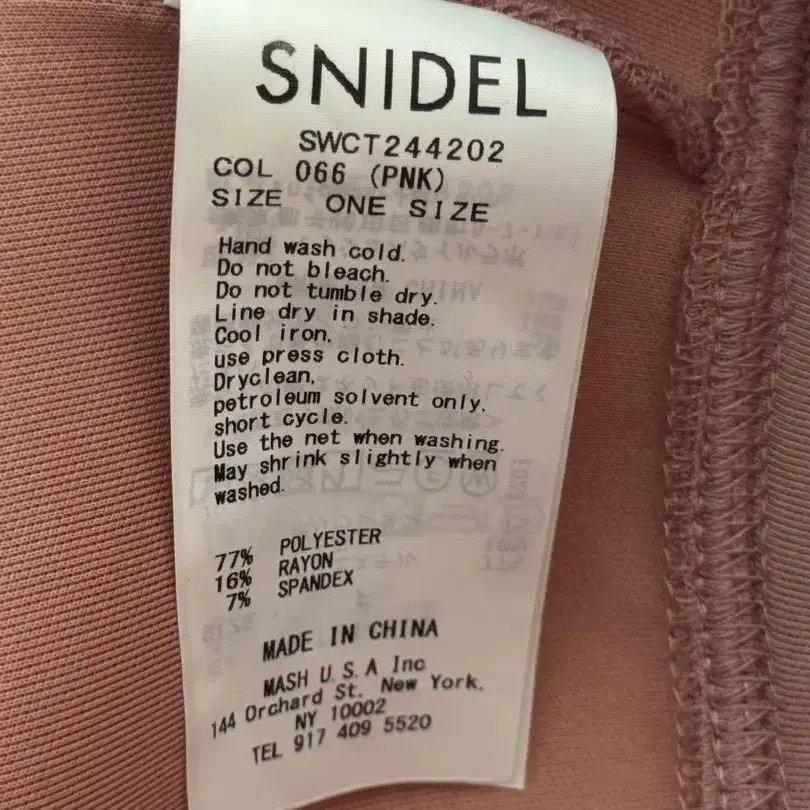 SNIDEL
SWCT244202
COL 066 (PNK)
SIZE ONE SIZE
Hand wash cold.
Do not bleach.
Do not tumble dry.
Line dry in shade.
Cool iron,
use press cloth.
Dryclean,
petroleum solvent only,
short cycle.
Use the net when washing.
May shrink slightly when
washed.
77% POLYESTER
16% RAYON
7% SPANDEX
MADE IN CHINA
MASH U.S.A Inc
144 Orchard St. New York,
NY 10002
TEL 917 409 5520